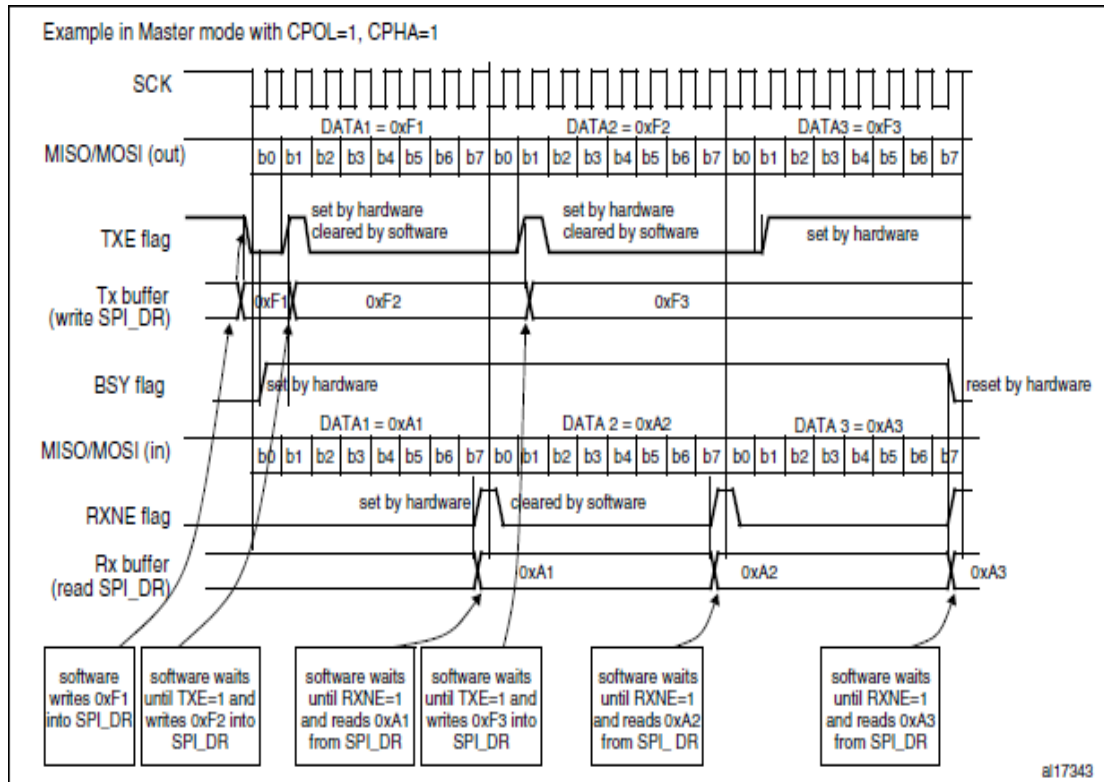 Example in Master mode with CPOL=1, CPHA=1
SCK
DATA1 = 0xF1 DATA2 = 0xF2 DATA3 = 0xF3
MISO/MOSI (out) b0 b1 b2 b3 b4 b5 b6 b7 b0 b1 b2 b3 b4 b5 b6 b7 b0 b1 b2 b3 b4 b5 b6 b7
set by hardware set by hardware
TXE flag cleared by software cleared by software set by hardware
Tx buffer 0xF1 0xF2 0xF3
(write SPI_DR)
BSY flag set by hardware reset by hardware
DATA1 = 0xA1 DATA 2 = 0xA2 DATA 3 = 0xA3
MISO/MOSI (in) b0 b1 b2 b3 b4 b5 b6 b7 b0 b1 b2 b3 b4 b5 b6 b7 b0 b1 b2 b3 b4 b5 b6 b7
RXNE flag set by hardware cleared by software
Rx buffer 0xA1 0xA2 0xA3
(read SPI_DR)
software
writes 0xF1
into SPI_DR
software waits
until TXE=1 and
writes 0xF2 into
SPI_DR
software waits
until RXNE=1
and reads 0xA1
from SPI_DR
software waits
until TXE=1 and
writes 0xF3 into
SPI_DR
software waits
until RXNE=1
and reads 0xA2
from SPI_ DR
software waits
until RXNE=1
and reads 0xA3
from SPI_DR
ai17343